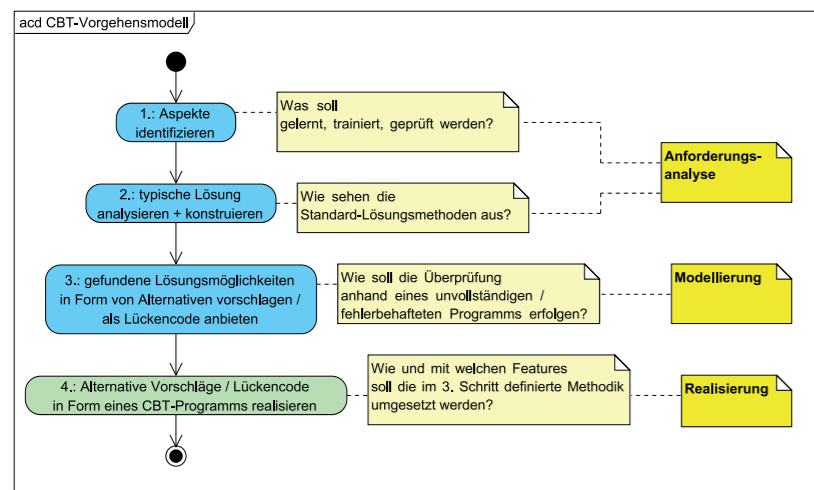 acd CBT-Vorgehensmodell
1.: Aspekte
identifizieren
Was soll
gelernt, trainiert, geprüft werden?
Anforderungs-
analyse
2.: typische Lösung
analysieren + konstruieren
Wie sehen die
Standard-Lösungsmethoden aus?
3.: gefundene Lösungsmöglichkeiten
in Form von Alternativen vorschlagen /
als Lückencode anbieten
Wie soll die Überprüfung
anhand eines unvollständigen /
fehlerbehafteten Programms erfolgen?
Modellierung
4.: Alternative Vorschläge / Lückencode
in Form eines CBT-Programms realisieren
Wie und mit welchen Features
soll die im 3. Schritt definierte Methodik
umgesetzt werden?
Realisierung